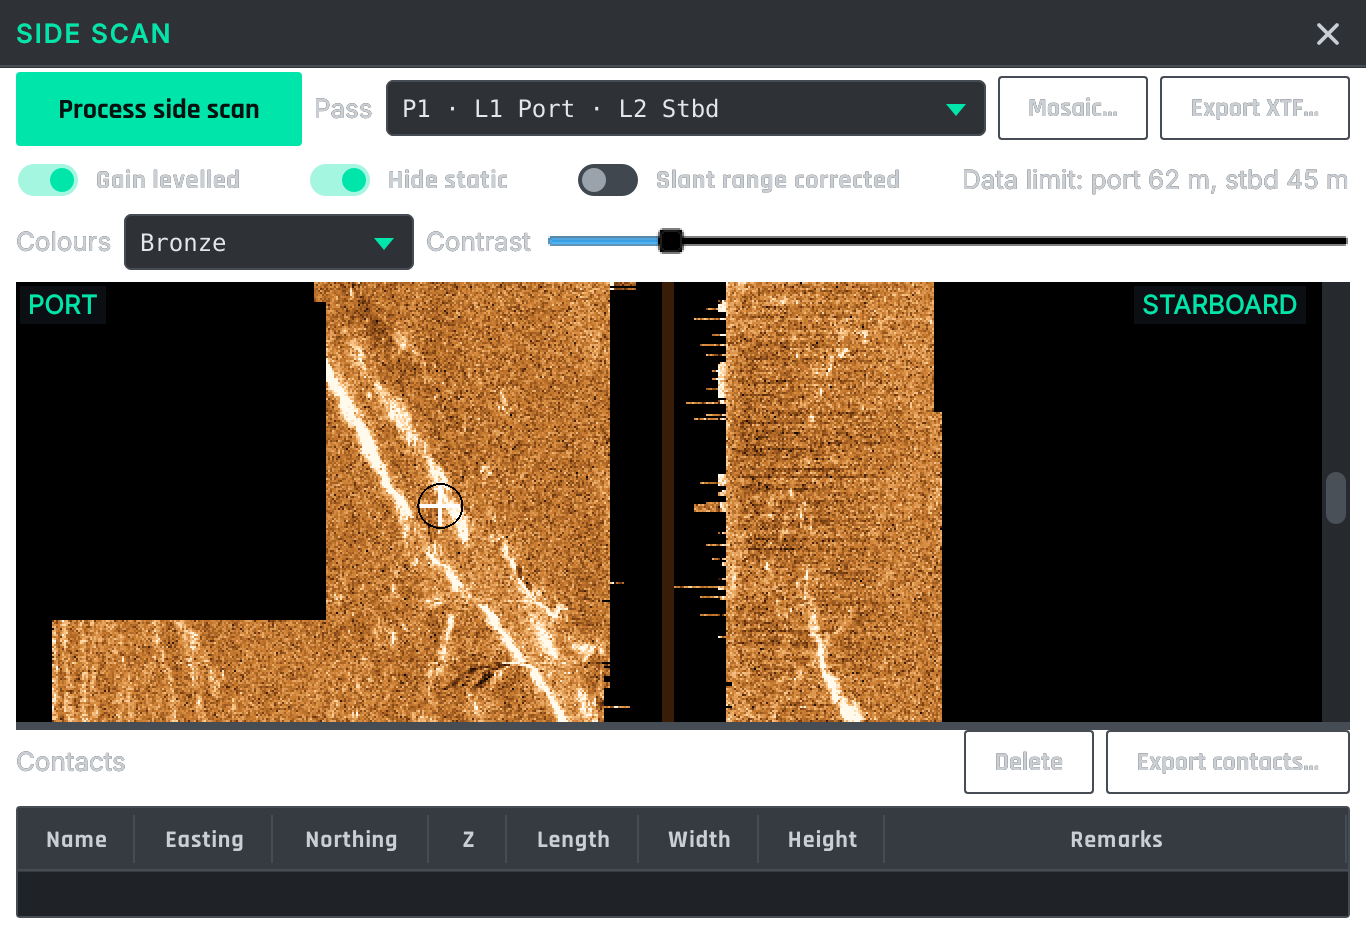 SIDE SCAN
Process side scan
Pass
P1 · L1 Port · L2 Stbd
Mosaic...
Export XTF...
Gain levelled
Hide static
Slant range corrected
Data limit: port 62 m, stbd 45 m
Colours
Bronze
Contrast
PORT
STARBOARD
Contacts
Delete
Export contacts...
Name
Easting
Northing
Z
Length
Width
Height
Remarks